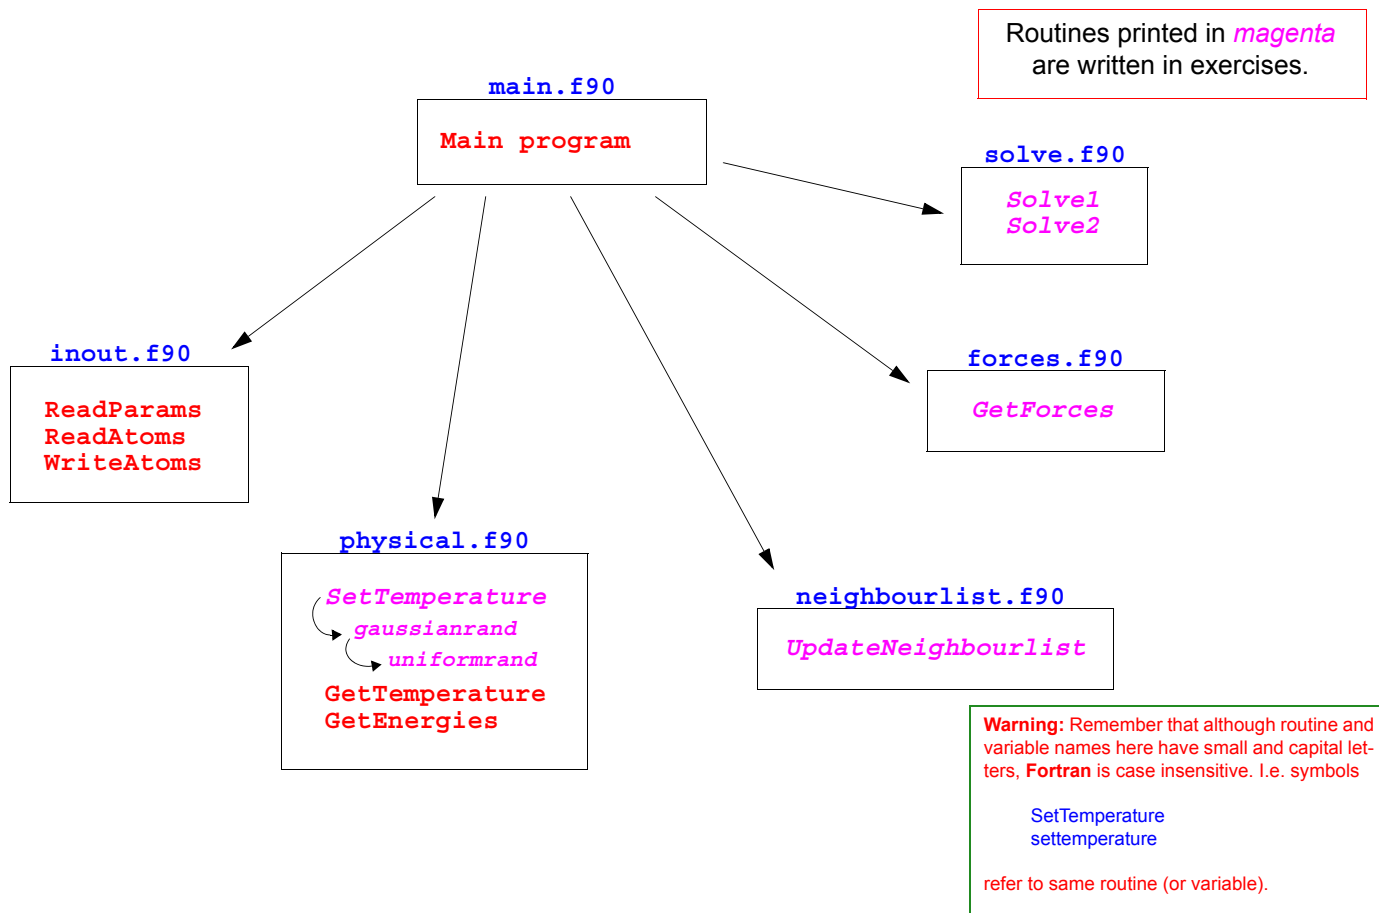 Routines printed in magenta
are written in exercises.
main.f90
Main program
solve.f90
Solve1
Solve2
inout.f90
ReadParams
ReadAtoms
WriteAtoms
forces.f90
GetForces
physical.f90
SetTemperature
gaussianrand
uniformrand
GetTemperature
GetEnergies
neighbourlist.f90
UpdateNeighbourlist
Warning: Remember that although routine and
variable names here have small and capital let-
ters, Fortran is case insensitive. I.e. symbols
SetTemperature
settemperature
refer to same routine (or variable).